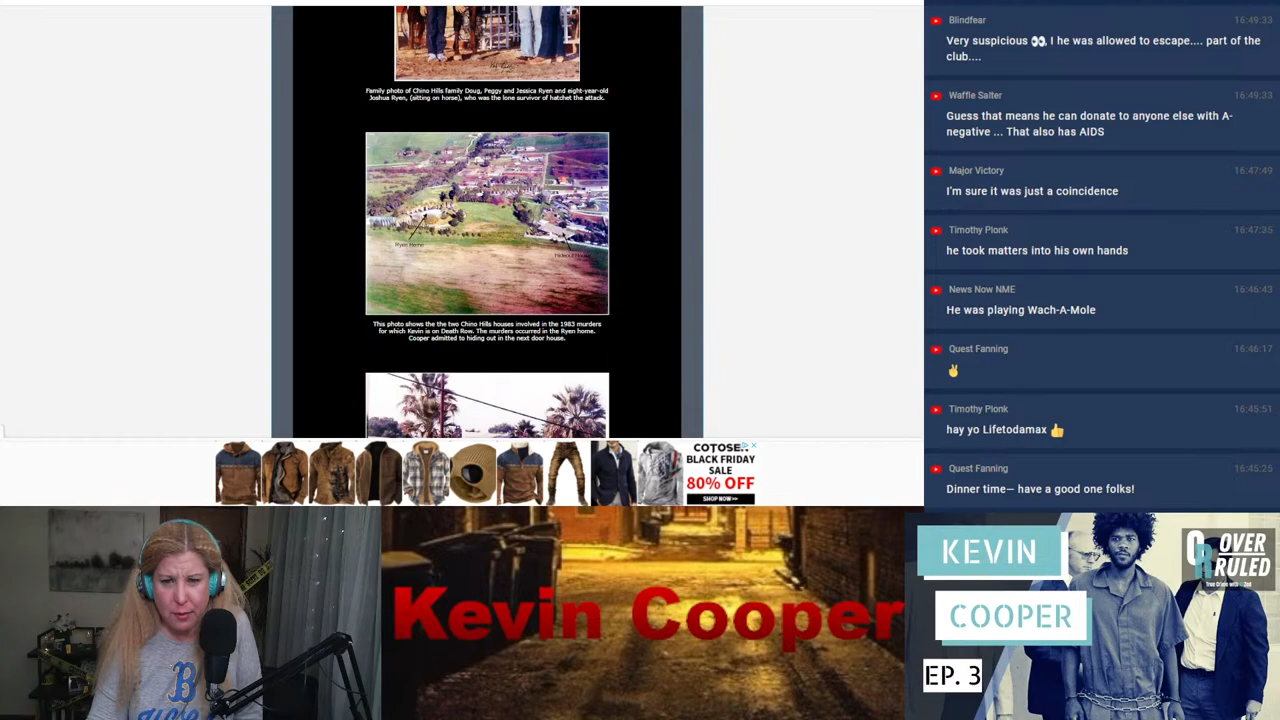 Family photo of Chino Hills family Doug, Peggy and Jessica Ryen and eight-year-old
Joshua Ryen, (sitting on horse), who was the lone survivor of hatchet the attack.
Ryen Home
This photo shows the the two Chino Hills houses involved in the 1983 murders
for which Kevin is on Death Row. The murders occurred in the Ryen home.
Cooper admitted to hiding out in the next door house.
COTOSEN
BLACK FRIDAY
SALE
80% OFF
SHOP NOW>>
Blindfear 16:49:33
Very suspicious 👀, I he was allowed to escape.... part of the
club....
Waffle Salter 16:49:33
Guess that means he can donate to anyone else with A-
negative ... That also has AIDS
Major Victory 16:47:49
I'm sure it was just a coincidence
Timothy Plonk 16:47:35
he took matters into his own hands
News Now NME 16:46:43
He was playing Wach-A-Mole
Quest Fanning 16:46:17
✌
Timothy Plonk 16:45:51
hay yo Lifetodamax 👍
Quest Fanning 16:45:25
Dinner time— have a good one folks!
B
Kevin Cooper
KEVIN
COOPER
EP. 3
OR OVER
RULED